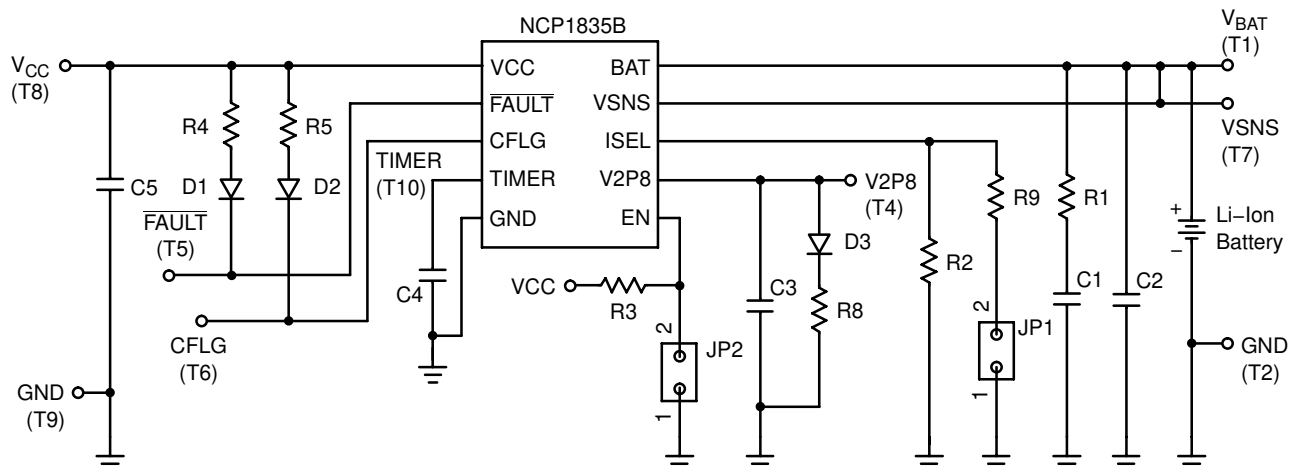 NCP1835B
V_BAT
(T1)
V_CC
(T8)
VCC
BAT
FAULT
VSNS
VSNS
(T7)
R4
R5
CFLG
ISEL
TIMER
(T10)
C5
D1
D2
TIMER
V2P8
V2P8
(T4)
R9
R1
FAULT
(T5)
GND
EN
+
Li–Ion
Battery
–
D3
R2
C4
VCC
R3
C3
R8
C1
C2
CFLG
(T6)
2
JP2
1
2
JP1
1
GND
(T2)
GND
(T9)